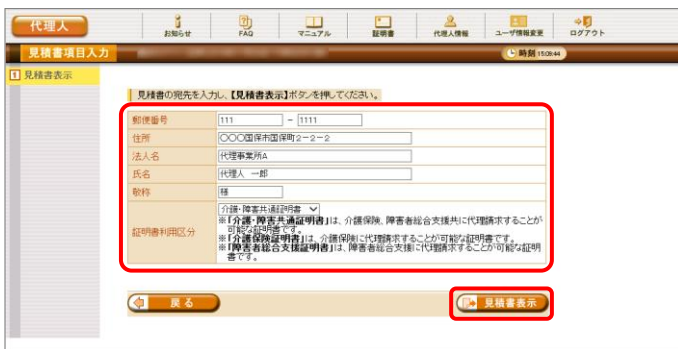 代理人
お知らせ
FAQ
マニュアル
証明書
代理人情報
ユーザ情報変更
ログアウト
見積書項目入力
時刻 15:09:44
1 見積書表示
見積書の宛先を入力し、【見積書表示】ボタンを押してください。
郵便番号 111 - 1111
住所 〇〇〇国保市国保町2-2-2
法人名 代理事業所A
氏名 代理人 一郎
敬称 様
証明書利用区分 介護・障害共通証明書
※「介護・障害共通証明書」は、介護保険、障害者総合支援共に代理請求することが
可能な証明書です。
※「介護保険証明書」は、介護保険に代理請求することが可能な証明書です。
※「障害者総合支援証明書」は、障害者総合支援に代理請求することが可能な証明
書です。
戻る
見積書表示